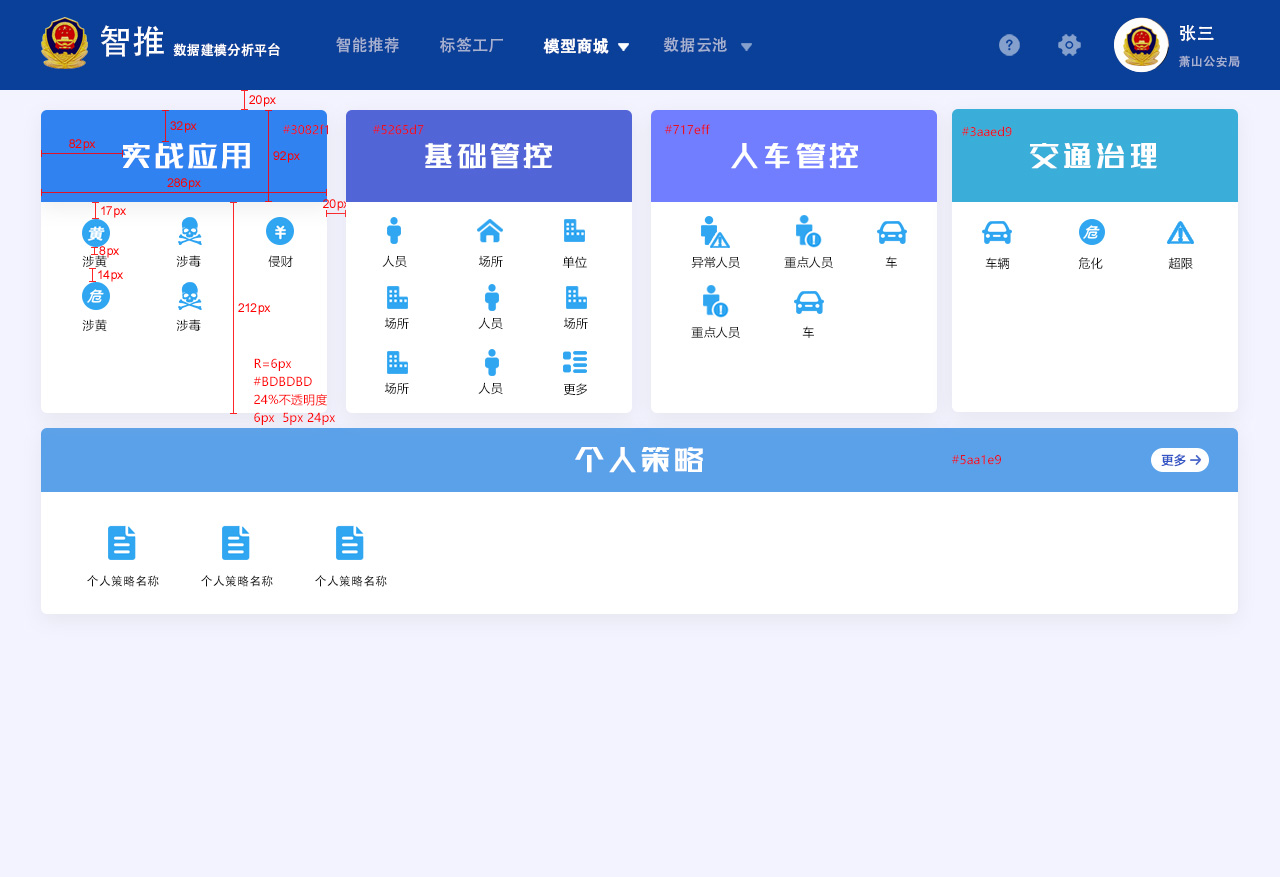 智推 数据建模分析平台 智能推荐 标签工厂 模型商城 数据云池 ? 张三
萧山公安局
20px
32px #3082f1 #5265d7 #717eff #3aaed9
82px 实战应用 92px 基础管控 人车管控 交通治理
286px
17px 20px
黄 ¥ 危
8px
涉黄 涉毒 侵财 人员 场所 单位 异常人员 重点人员 车 车辆 危化 超限
14px
危
212px
涉黄 涉毒 场所 人员 场所 重点人员 车
R=6px
#BDBDBD
24%不透明度
场所 人员 更多
6px 5px 24px
个人策略 #5aa1e9 更多
个人策略名称 个人策略名称 个人策略名称